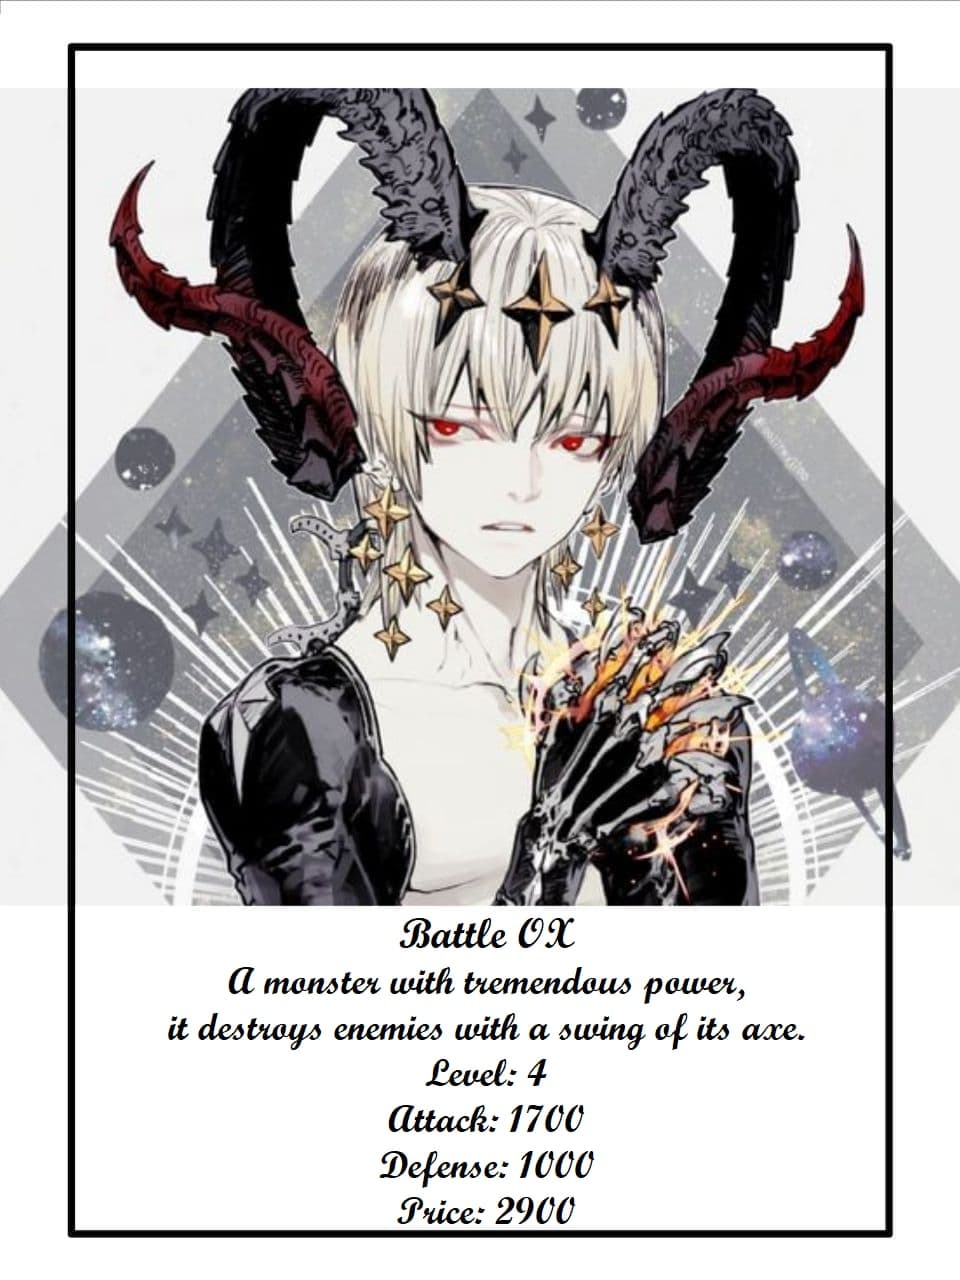 Battle OX
A monster with tremendous power,
it destroys enemies with a swing of its axe.
Level: 4
Attack: 1700
Defense: 1000
Price: 2900